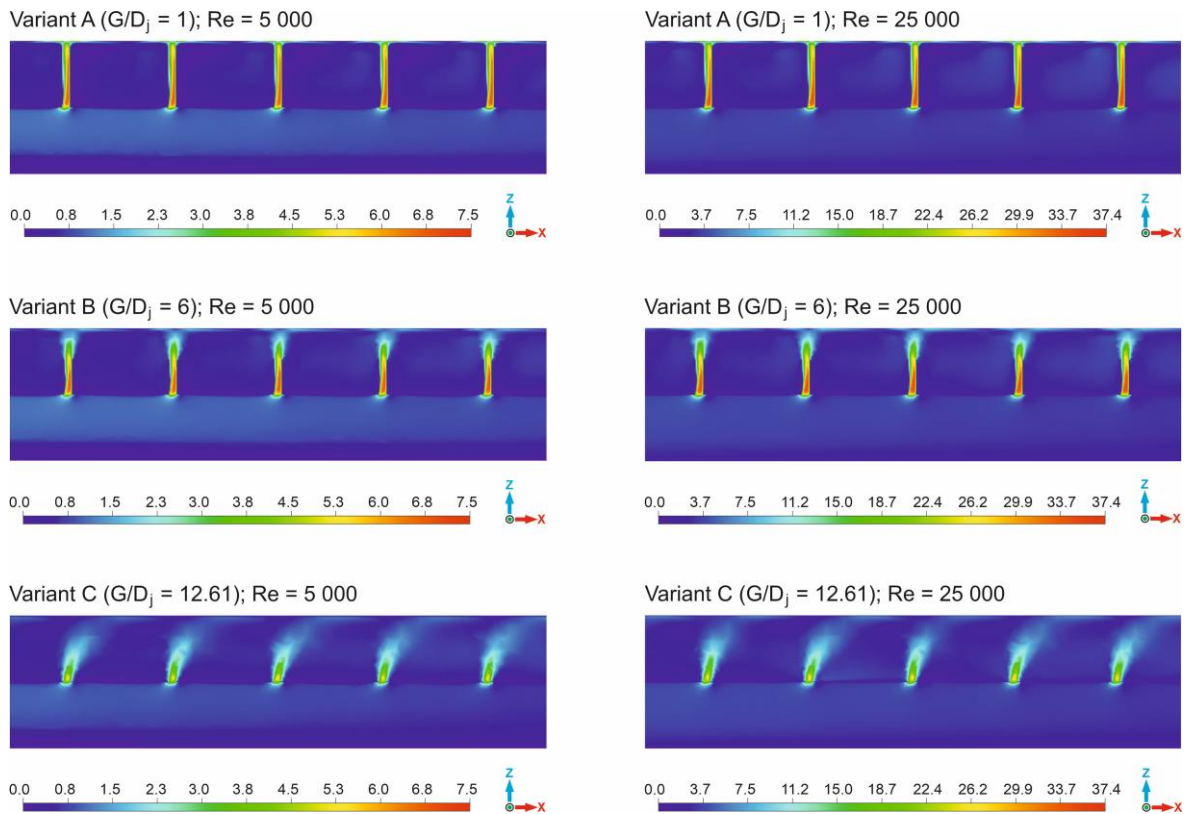 Variant A (G/Dj = 1); Re = 5 000
Variant A (G/Dj = 1); Re = 25 000
0.0 0.8 1.5 2.3 3.0 3.8 4.5 5.3 6.0 6.8 7.5
Z
X
0.0 3.7 7.5 11.2 15.0 18.7 22.4 26.2 29.9 33.7 37.4
Z
X
Variant B (G/Dj = 6); Re = 5 000
Variant B (G/Dj = 6); Re = 25 000
0.0 0.8 1.5 2.3 3.0 3.8 4.5 5.3 6.0 6.8 7.5
Z
X
0.0 3.7 7.5 11.2 15.0 18.7 22.4 26.2 29.9 33.7 37.4
Z
X
Variant C (G/Dj = 12.61); Re = 5 000
Variant C (G/Dj = 12.61); Re = 25 000
0.0 0.8 1.5 2.3 3.0 3.8 4.5 5.3 6.0 6.8 7.5
Z
X
0.0 3.7 7.5 11.2 15.0 18.7 22.4 26.2 29.9 33.7 37.4
Z
X